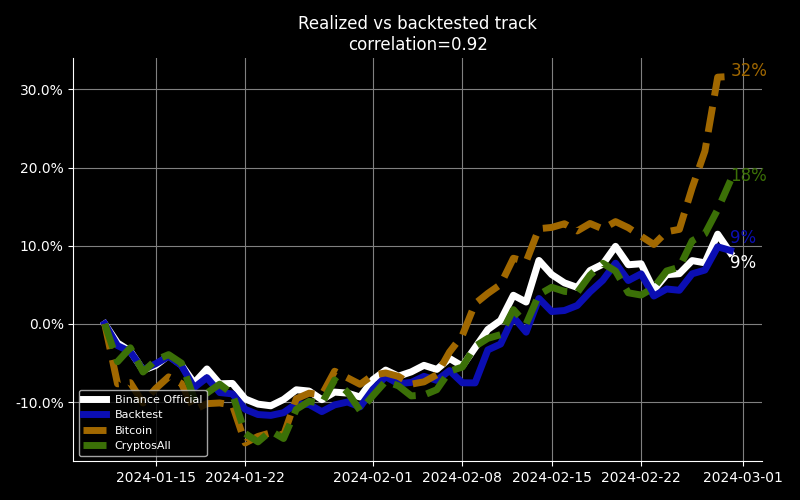 Realized vs backtested track
correlation=0.92
30.0%
20.0%
10.0%
0.0%
-10.0%
32%
18%
9%
9%
Binance Official
Backtest
Bitcoin
CryptosAll
2024-01-15 2024-01-22 2024-02-01 2024-02-08 2024-02-15 2024-02-22 2024-03-01